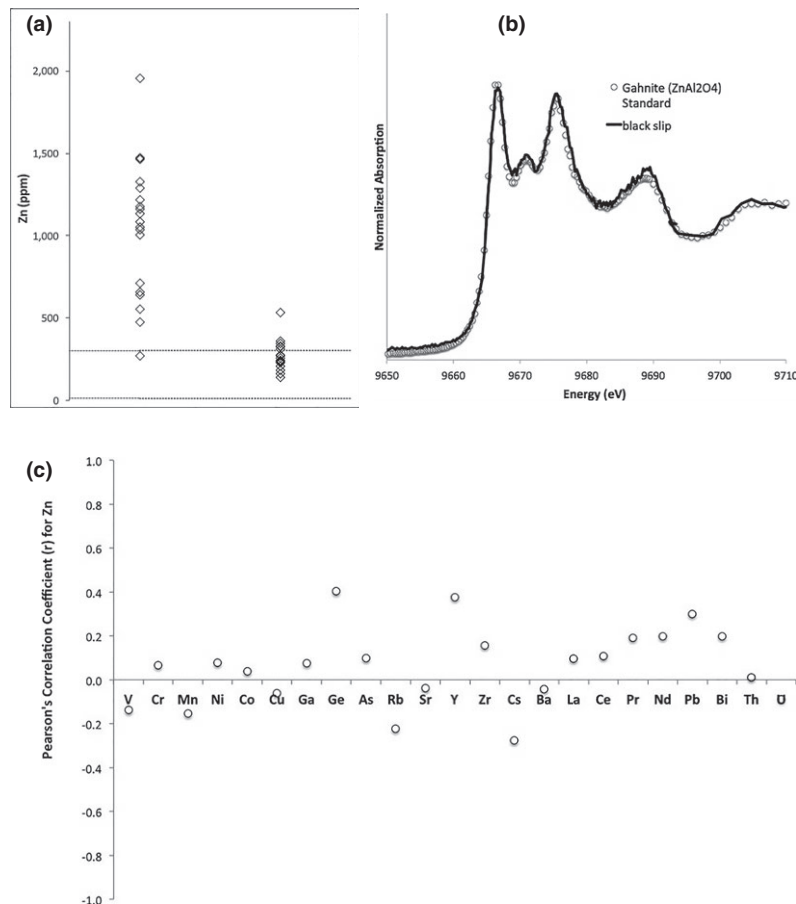 (a)
2,000
1,500
1,000
500
0
Zn (ppm)
(b)
Gahnite (ZnAl2O4)
Standard
black slip
Normalized Absorption
9650 9660 9670 9680 9690 9700 9710
Energy (eV)
(c)
1.0
0.8
0.6
0.4
0.2
0.0
-0.2
-0.4
-0.6
-0.8
-1.0
Pearson's Correlation Coefficient (r) for Zn
V Cr Mn Ni Co Cu Ga Ge As Rb Sr Y Zr Cs Ba La Ce Pr Nd Pb Bi Th U